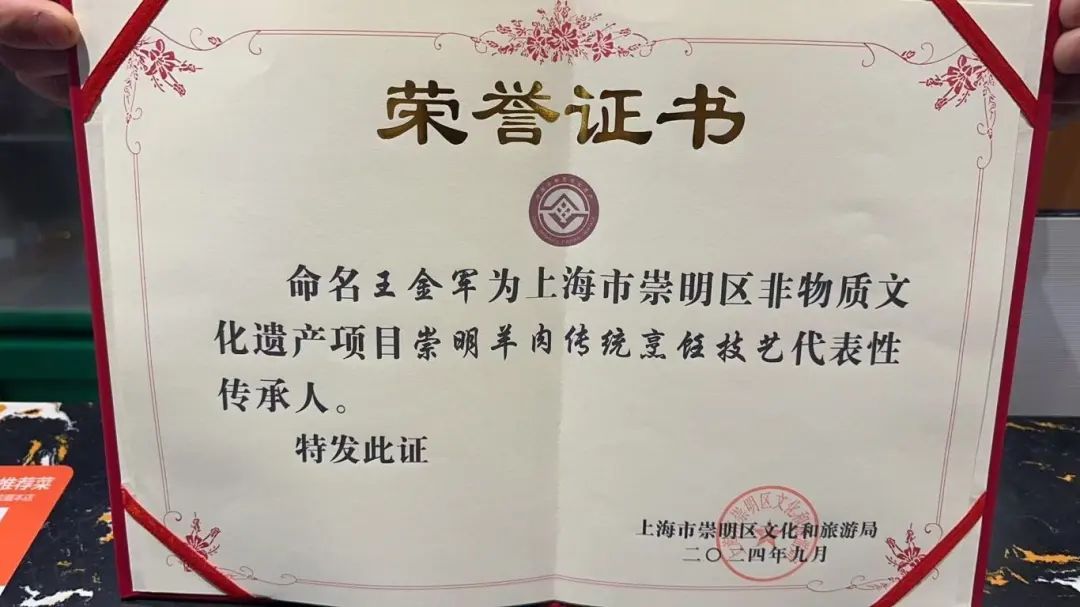 荣誉证书
命名王金军为上海市崇明区非物质文
化遗产项目崇明羊肉传统烹饪技艺代表性
传承人。
特发此证
上海市崇明区文化和旅游局
二〇二四年九月
推荐菜